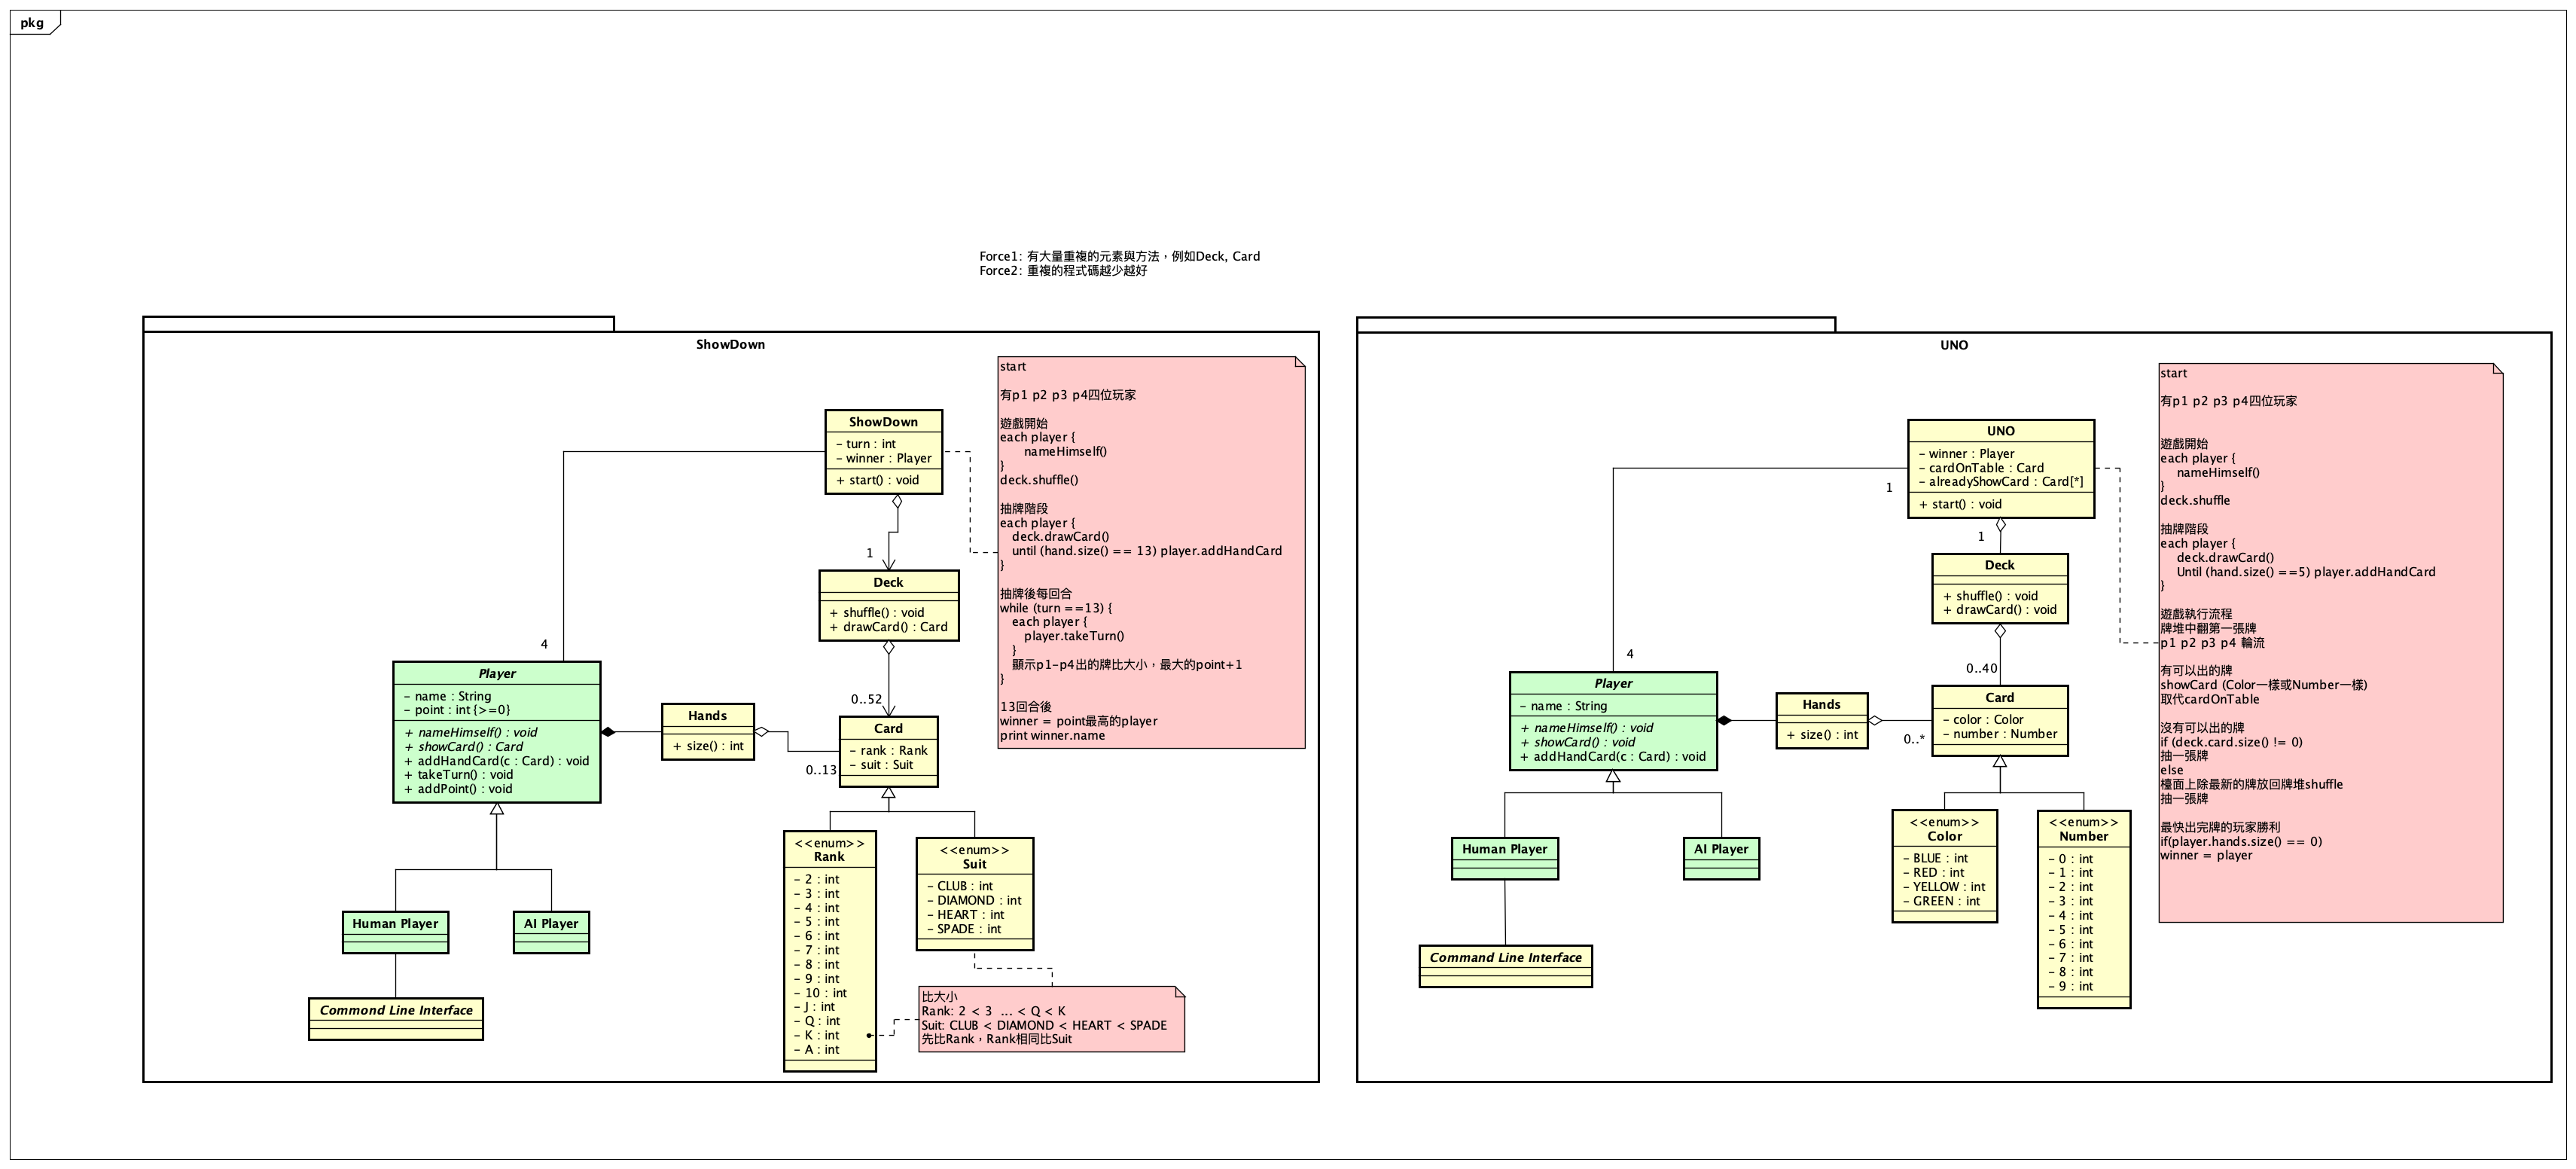 pkg
Force1: 有大量重複的元素與方法，例如Deck, Card
Force2: 重複的程式碼越少越好
ShowDown
ShowDown
- turn : int
- winner : Player
+ start() : void
1
Deck
+ shuffle() : void
+ drawCard() : Card
0..52
4
Player
- name : String
- point : int {>=0}
+ nameHimself() : void
+ showCard() : Card
+ addHandCard(c : Card) : void
+ takeTurn() : void
+ addPoint() : void
Hands
+ size() : int
0..13
Card
- rank : Rank
- suit : Suit
Human Player
AI Player
Commond Line Interface
<<enum>>
Rank
- 2 : int
- 3 : int
- 4 : int
- 5 : int
- 6 : int
- 7 : int
- 8 : int
- 9 : int
- 10 : int
- J : int
- Q : int
- K : int
- A : int
<<enum>>
Suit
- CLUB : int
- DIAMOND : int
- HEART : int
- SPADE : int
比大小
Rank: 2 < 3 ... < Q < K
Suit: CLUB < DIAMOND < HEART < SPADE
先比Rank，Rank相同比Suit
start
有p1 p2 p3 p4四位玩家
遊戲開始
each player {
nameHimself()
}
deck.shuffle()
抽牌階段
each player {
deck.drawCard()
until (hand.size() == 13) player.addHandCard
}
抽牌後每回合
while (turn ==13) {
each player {
player.takeTurn()
}
顯示p1-p4出的牌比大小，最大的point+1
}
13回合後
winner = point最高的player
print winner.name
UNO
UNO
- winner : Player
- cardOnTable : Card
- alreadyShowCard : Card[*]
+ start() : void
1
1
Deck
+ shuffle() : void
+ drawCard() : void
0..40
4
Player
- name : String
+ nameHimself() : void
+ showCard() : void
+ addHandCard(c : Card) : void
Hands
+ size() : int
0..*
Card
- color : Color
- number : Number
Human Player
AI Player
Command Line Interface
<<enum>>
Color
- BLUE : int
- RED : int
- YELLOW : int
- GREEN : int
<<enum>>
Number
- 0 : int
- 1 : int
- 2 : int
- 3 : int
- 4 : int
- 5 : int
- 6 : int
- 7 : int
- 8 : int
- 9 : int
start
有p1 p2 p3 p4四位玩家
遊戲開始
each player {
nameHimself()
}
deck.shuffle
抽牌階段
each player {
deck.drawCard()
Until (hand.size() ==5) player.addHandCard
}
遊戲執行流程
牌堆中翻第一張牌
p1 p2 p3 p4 輪流
有可以出的牌
showCard (Color一樣或Number一樣)
取代cardOnTable
沒有可以出的牌
if (deck.card.size() != 0)
抽一張牌
else
檯面上除最新的牌放回牌堆shuffle
抽一張牌
最快出完牌的玩家勝利
if(player.hands.size() == 0)
winner = player